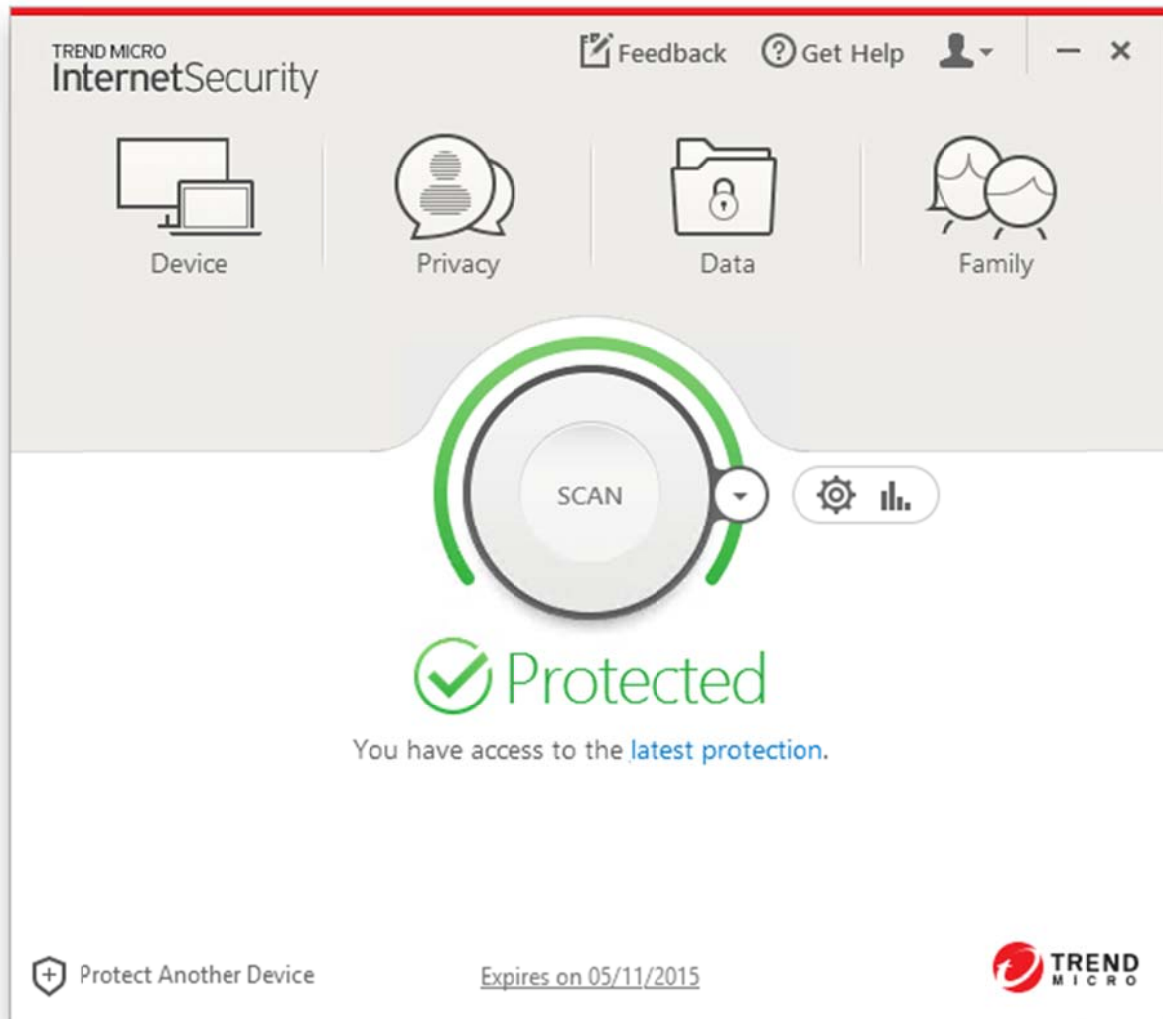 TREND MICRO
InternetSecurity
Feedback
Get Help
Device
Privacy
Data
Family
SCAN
Protected
You have access to the latest protection.
Protect Another Device
Expires on 05/11/2015
TREND
MICRO